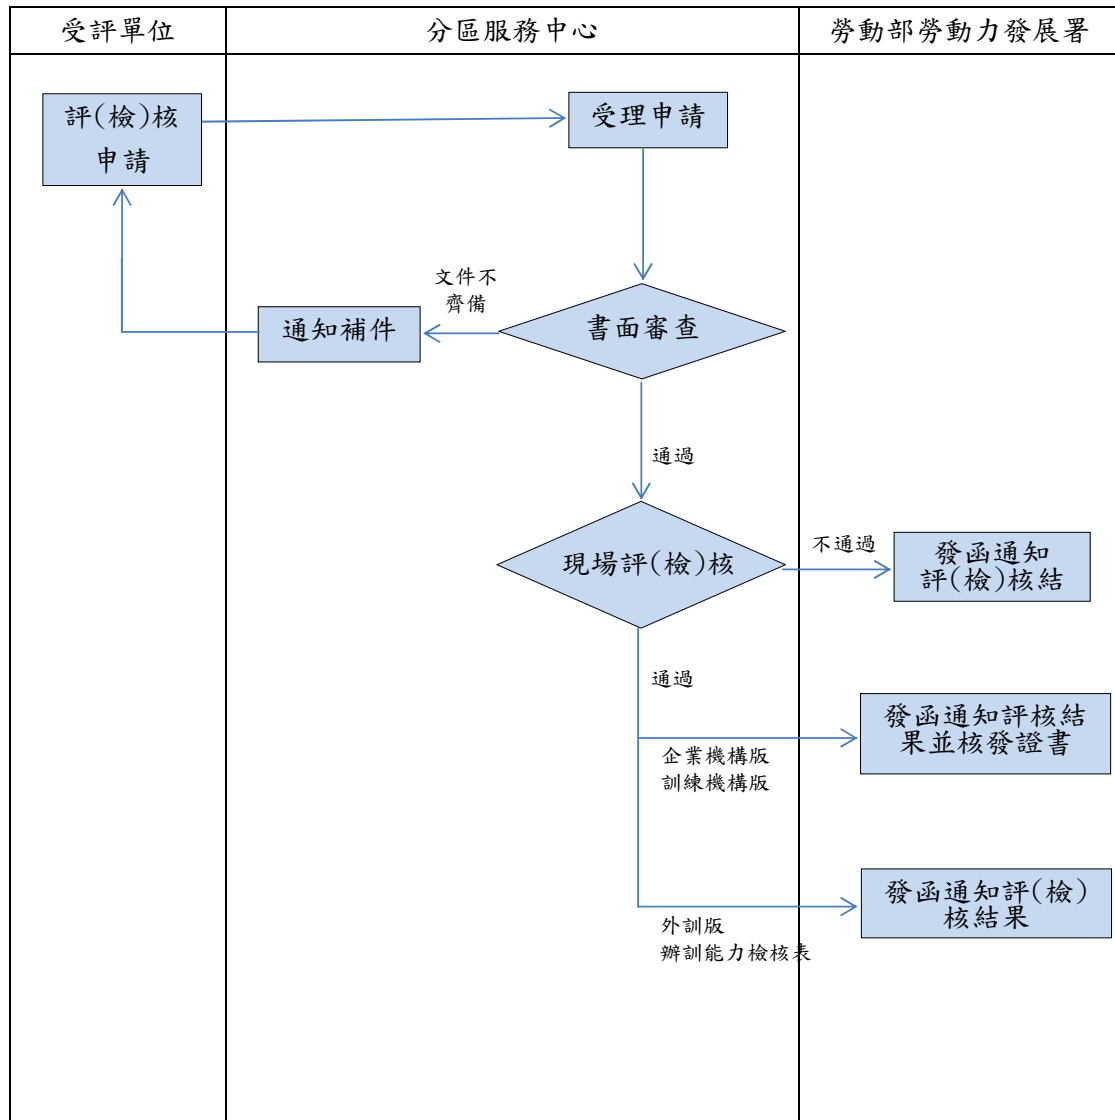 受評單位
分區服務中心
勞動部勞動力發展署
評(檢)核
申請
受理申請
文件不
齊備
通知補件
書面審查
通過
現場評(檢)核
不通過
發函通知
評(檢)核結
通過
發函通知評核結
果並核發證書
企業機構版
訓練機構版
發函通知評(檢)
核結果
外訓版
辦訓能力檢核表